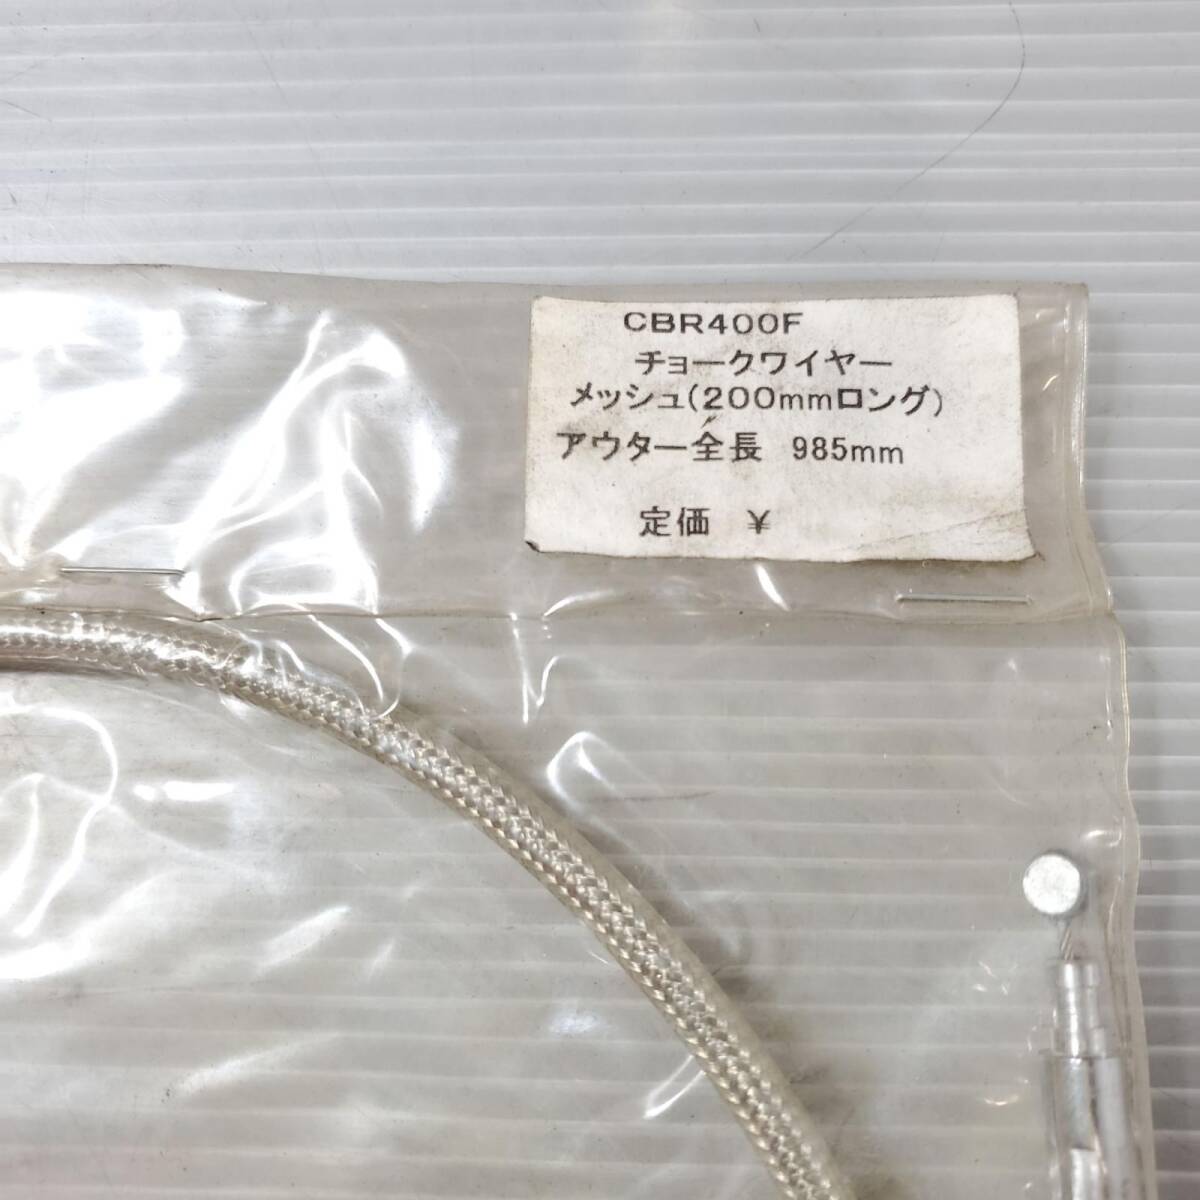 CBR400F
チョークワイヤー
メッシュ(200mmロング)
アウター全長 985mm
定価 ¥